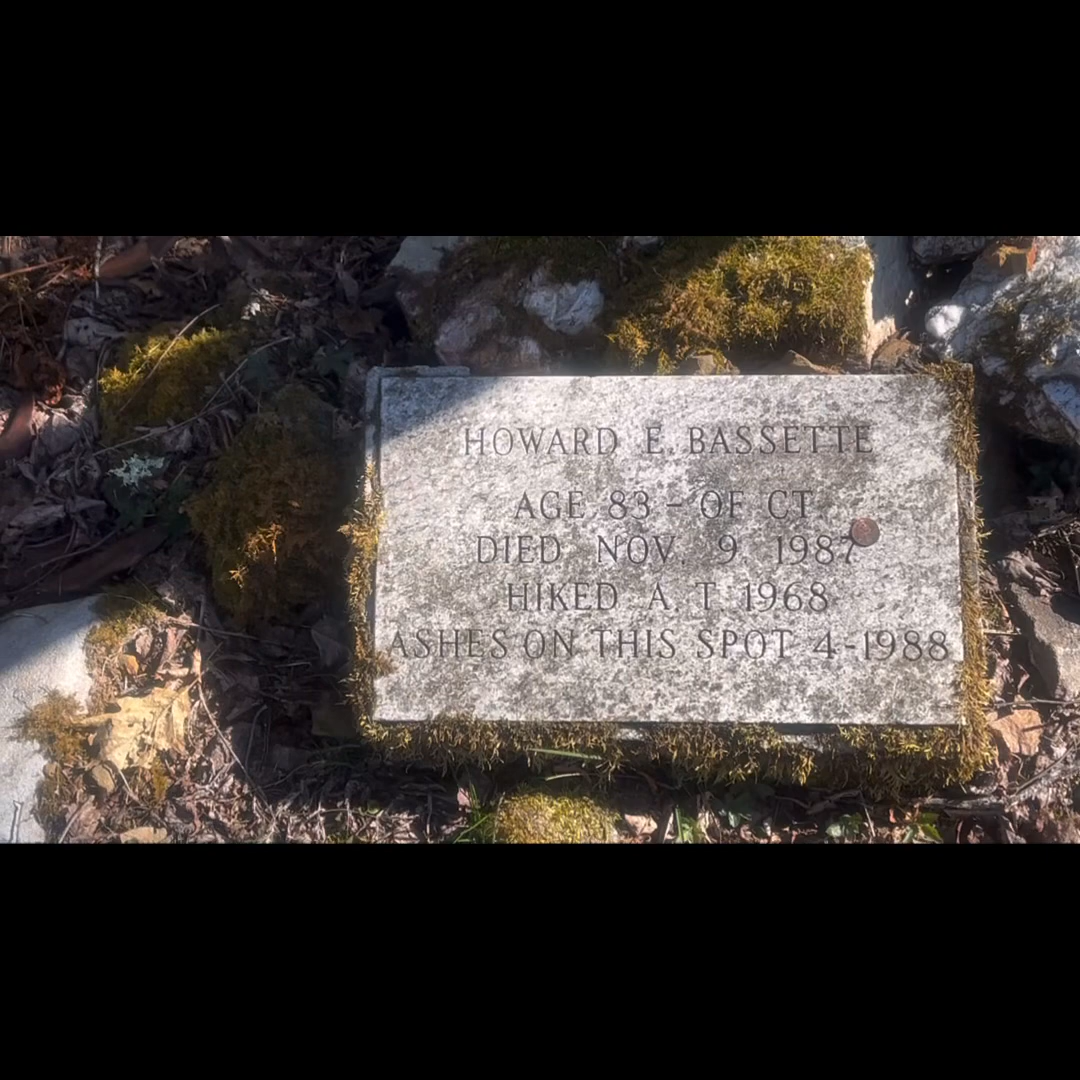 HOWARD E. BASSETTE
AGE 83 - OF CT
DIED NOV. 9 1987
HIKED A. T. 1968
ASHES ON THIS SPOT 4-1988